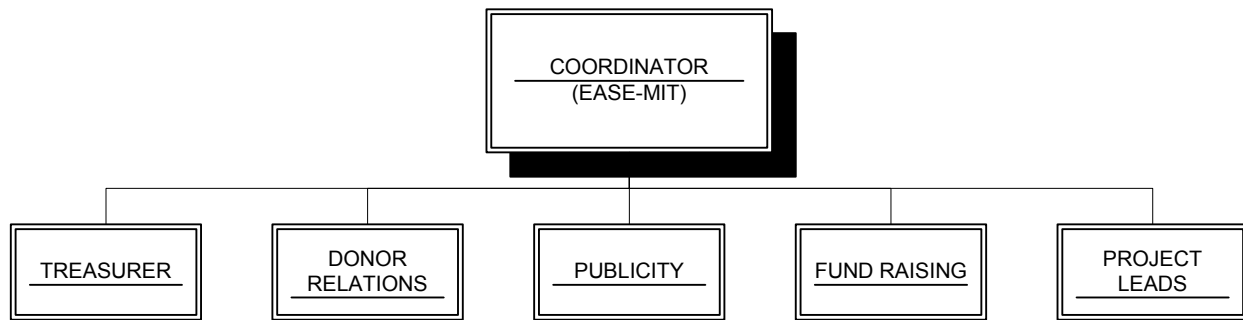 COORDINATOR
(EASE-MIT)
TREASURER
DONOR
RELATIONS
PUBLICITY
FUND RAISING
PROJECT
LEADS